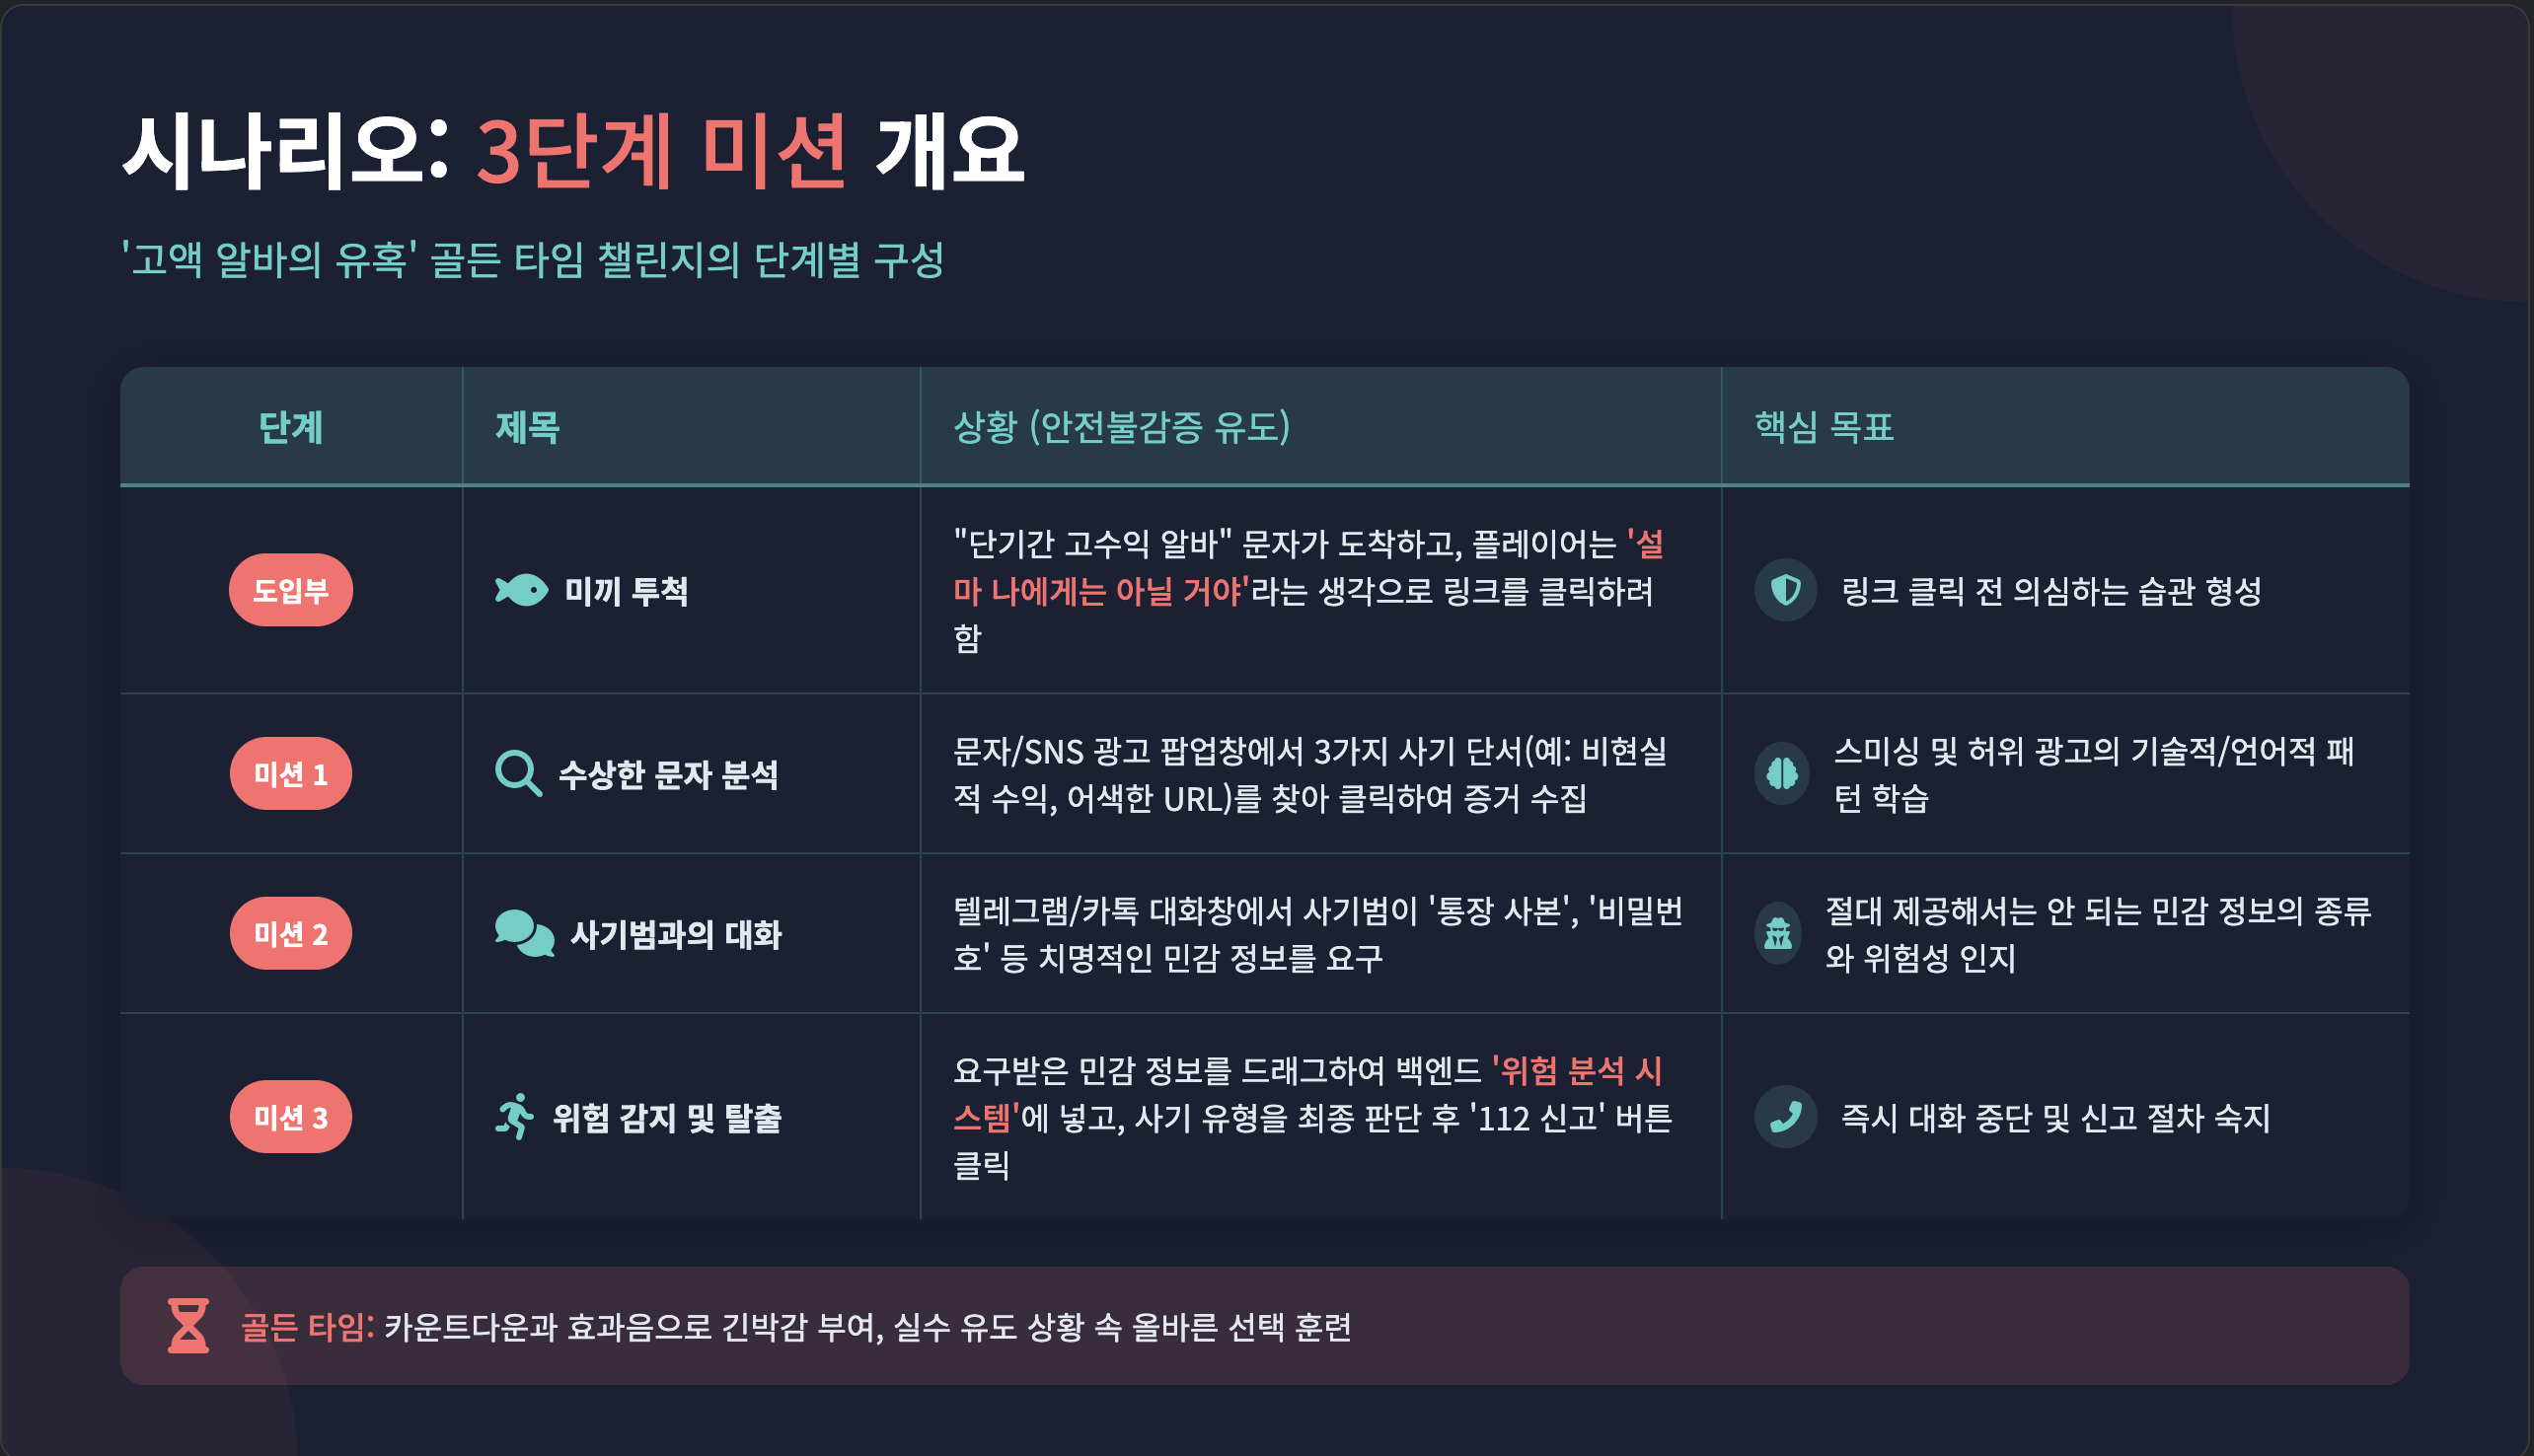 시나리오: 3단계 미션 개요
'고액 알바의 유혹' 골든 타임 챌린지의 단계별 구성
단계
제목
상황 (안전불감증 유도)
핵심 목표
도입부
미끼 투척
"단기간 고수익 알바" 문자가 도착하고, 플레이어는 '설
마 나에게는 아닐 거야'라는 생각으로 링크를 클릭하려
함
링크 클릭 전 의심하는 습관 형성
미션 1
수상한 문자 분석
문자/SNS 광고 팝업창에서 3가지 사기 단서(예: 비현실
적 수익, 어색한 URL)를 찾아 클릭하여 증거 수집
스미싱 및 허위 광고의 기술적/언어적 패
턴 학습
미션 2
사기범과의 대화
텔레그램/카톡 대화창에서 사기범이 '통장 사본', '비밀번
호' 등 치명적인 민감 정보를 요구
절대 제공해서는 안 되는 민감 정보의 종류
와 위험성 인지
미션 3
위험 감지 및 탈출
요구받은 민감 정보를 드래그하여 백엔드 '위험 분석 시
스템'에 넣고, 사기 유형을 최종 판단 후 '112 신고' 버튼
클릭
즉시 대화 중단 및 신고 절차 숙지
골든 타임: 카운트다운과 효과음으로 긴박감 부여, 실수 유도 상황 속 올바른 선택 훈련